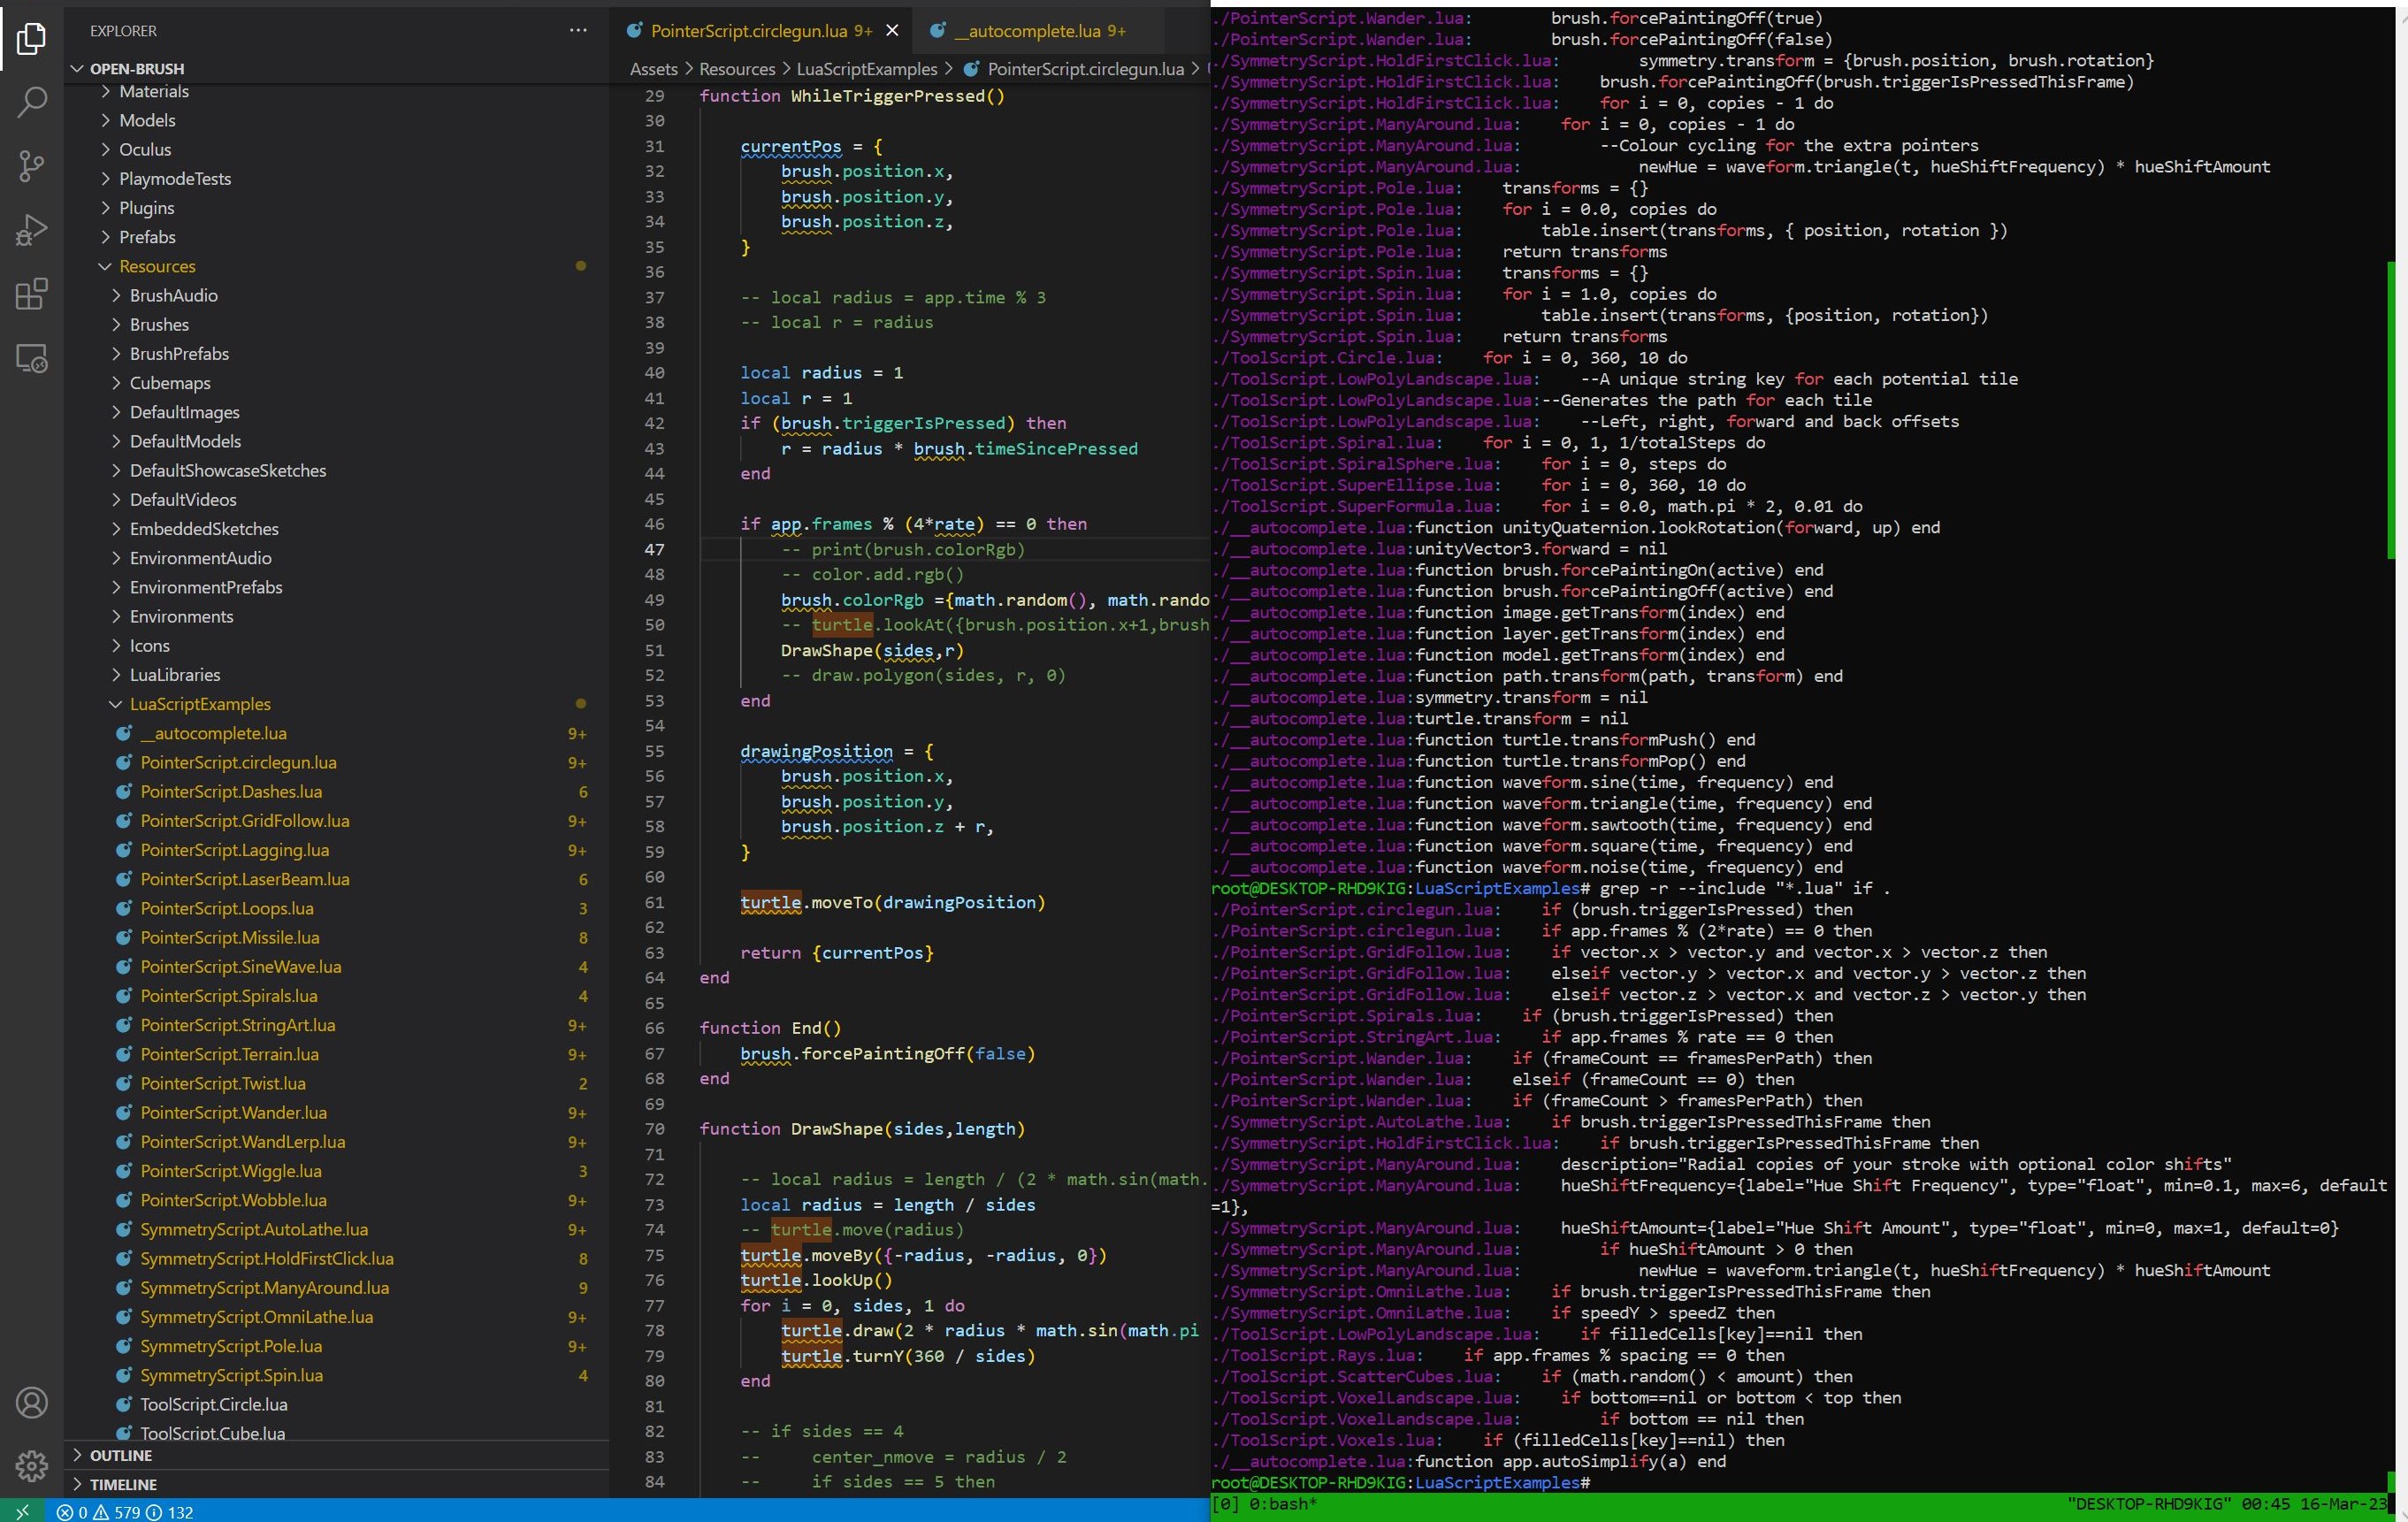 EXPLORER
···
OPEN-BRUSH
Materials
Models
Oculus
PlaymodeTests
Plugins
Prefabs
Resources
BrushAudio
Brushes
BrushPrefabs
Cubemaps
DefaultImages
DefaultModels
DefaultShowcaseSketches
DefaultVideos
EmbeddedSketches
EnvironmentAudio
EnvironmentPrefabs
Environments
Icons
LuaLibraries
LuaScriptExamples
__autocomplete.lua 9+
PointerScript.circlegun.lua 9+
PointerScript.Dashes.lua 6
PointerScript.GridFollow.lua 9+
PointerScript.Lagging.lua 9+
PointerScript.LaserBeam.lua 6
PointerScript.Loops.lua 3
PointerScript.Missile.lua 8
PointerScript.SineWave.lua 4
PointerScript.Spirals.lua 4
PointerScript.StringArt.lua 9+
PointerScript.Terrain.lua 9+
PointerScript.Twist.lua 2
PointerScript.Wander.lua 9+
PointerScript.WandLerp.lua 9+
PointerScript.Wiggle.lua 3
PointerScript.Wobble.lua 9+
SymmetryScript.AutoLathe.lua 9+
SymmetryScript.HoldFirstClick.lua 8
SymmetryScript.ManyAround.lua 9
SymmetryScript.OmniLathe.lua 9+
SymmetryScript.Pole.lua 9+
SymmetryScript.Spin.lua 4
ToolScript.Circle.lua
ToolScript.Cube.lua
OUTLINE
TIMELINE
0 579 132
PointerScript.circlegun.lua 9+ __autocomplete.lua 9+
Assets > Resources > LuaScriptExamples > PointerScript.circlegun.lua >
29 function WhileTriggerPressed()
30
31 currentPos = {
32 brush.position.x,
33 brush.position.y,
34 brush.position.z,
35 }
36
37 -- local radius = app.time % 3
38 -- local r = radius
39
40 local radius = 1
41 local r = 1
42 if (brush.triggerIsPressed) then
43 r = radius * brush.timeSincePressed
44 end
45
46 if app.frames % (4*rate) == 0 then
47 -- print(brush.colorRgb)
48 -- color.add.rgb()
49 brush.colorRgb ={math.random(), math.rando
50 -- turtle.lookAt({brush.position.x+1,brush
51 DrawShape(sides,r)
52 -- draw.polygon(sides, r, 0)
53 end
54
55 drawingPosition = {
56 brush.position.x,
57 brush.position.y,
58 brush.position.z + r,
59 }
60
61 turtle.moveTo(drawingPosition)
62
63 return {currentPos}
64 end
65
66 function End()
67 brush.forcePaintingOff(false)
68 end
69
70 function DrawShape(sides,length)
71
72 -- local radius = length / (2 * math.sin(math.
73 local radius = length / sides
74 -- turtle.move(radius)
75 turtle.moveBy({-radius, -radius, 0})
76 turtle.lookUp()
77 for i = 0, sides, 1 do
78 turtle.draw(2 * radius * math.sin(math.pi
79 turtle.turnY(360 / sides)
80 end
81
82 -- if sides == 4
83 -- center_nmove = radius / 2
84 -- if sides == 5 then
./PointerScript.Wander.lua: brush.forcePaintingOff(true)
./PointerScript.Wander.lua: brush.forcePaintingOff(false)
./SymmetryScript.HoldFirstClick.lua: symmetry.transform = {brush.position, brush.rotation}
./SymmetryScript.HoldFirstClick.lua: brush.forcePaintingOff(brush.triggerIsPressedThisFrame)
./SymmetryScript.HoldFirstClick.lua: for i = 0, copies - 1 do
./SymmetryScript.ManyAround.lua: for i = 0, copies - 1 do
./SymmetryScript.ManyAround.lua: --Colour cycling for the extra pointers
./SymmetryScript.ManyAround.lua: newHue = waveform.triangle(t, hueShiftFrequency) * hueShiftAmount
./SymmetryScript.Pole.lua: transforms = {}
./SymmetryScript.Pole.lua: for i = 0.0, copies do
./SymmetryScript.Pole.lua: table.insert(transforms, { position, rotation })
./SymmetryScript.Pole.lua: return transforms
./SymmetryScript.Spin.lua: transforms = {}
./SymmetryScript.Spin.lua: for i = 1.0, copies do
./SymmetryScript.Spin.lua: table.insert(transforms, {position, rotation})
./SymmetryScript.Spin.lua: return transforms
./ToolScript.Circle.lua: for i = 0, 360, 10 do
./ToolScript.LowPolyLandscape.lua: --A unique string key for each potential tile
./ToolScript.LowPolyLandscape.lua:--Generates the path for each tile
./ToolScript.LowPolyLandscape.lua: --Left, right, forward and back offsets
./ToolScript.Spiral.lua: for i = 0, 1, 1/totalSteps do
./ToolScript.SpiralSphere.lua: for i = 0, steps do
./ToolScript.SuperEllipse.lua: for i = 0, 360, 10 do
./ToolScript.SuperFormula.lua: for i = 0.0, math.pi * 2, 0.01 do
./__autocomplete.lua:function unityQuaternion.lookRotation(forward, up) end
./__autocomplete.lua:unityVector3.forward = nil
./__autocomplete.lua:function brush.forcePaintingOn(active) end
./__autocomplete.lua:function brush.forcePaintingOff(active) end
./__autocomplete.lua:function image.getTransform(index) end
./__autocomplete.lua:function layer.getTransform(index) end
./__autocomplete.lua:function model.getTransform(index) end
./__autocomplete.lua:function path.transform(path, transform) end
./__autocomplete.lua:symmetry.transform = nil
./__autocomplete.lua:turtle.transform = nil
./__autocomplete.lua:function turtle.transformPush() end
./__autocomplete.lua:function turtle.transformPop() end
./__autocomplete.lua:function waveform.sine(time, frequency) end
./__autocomplete.lua:function waveform.triangle(time, frequency) end
./__autocomplete.lua:function waveform.sawtooth(time, frequency) end
./__autocomplete.lua:function waveform.square(time, frequency) end
./__autocomplete.lua:function waveform.noise(time, frequency) end
root@DESKTOP-RHD9KIG:LuaScriptExamples# grep -r --include "*.lua" if .
./PointerScript.circlegun.lua: if (brush.triggerIsPressed) then
./PointerScript.circlegun.lua: if app.frames % (2*rate) == 0 then
./PointerScript.GridFollow.lua: if vector.x > vector.y and vector.x > vector.z then
./PointerScript.GridFollow.lua: elseif vector.y > vector.x and vector.y > vector.z then
./PointerScript.GridFollow.lua: elseif vector.z > vector.x and vector.z > vector.y then
./PointerScript.Spirals.lua: if (brush.triggerIsPressed) then
./PointerScript.StringArt.lua: if app.frames % rate == 0 then
./PointerScript.Wander.lua: if (frameCount == framesPerPath) then
./PointerScript.Wander.lua: elseif (frameCount == 0) then
./PointerScript.Wander.lua: if (frameCount > framesPerPath) then
./SymmetryScript.AutoLathe.lua: if brush.triggerIsPressedThisFrame then
./SymmetryScript.HoldFirstClick.lua: if brush.triggerIsPressedThisFrame then
./SymmetryScript.ManyAround.lua: description="Radial copies of your stroke with optional color shifts"
./SymmetryScript.ManyAround.lua: hueShiftFrequency={label="Hue Shift Frequency", type="float", min=0.1, max=6, default
=1},
./SymmetryScript.ManyAround.lua: hueShiftAmount={label="Hue Shift Amount", type="float", min=0, max=1, default=0}
./SymmetryScript.ManyAround.lua: if hueShiftAmount > 0 then
./SymmetryScript.ManyAround.lua: newHue = waveform.triangle(t, hueShiftFrequency) * hueShiftAmount
./SymmetryScript.OmniLathe.lua: if brush.triggerIsPressedThisFrame then
./SymmetryScript.OmniLathe.lua: if speedY > speedZ then
./ToolScript.LowPolyLandscape.lua: if filledCells[key]==nil then
./ToolScript.Rays.lua: if app.frames % spacing == 0 then
./ToolScript.ScatterCubes.lua: if (math.random() < amount) then
./ToolScript.VoxelLandscape.lua: if bottom==nil or bottom < top then
./ToolScript.VoxelLandscape.lua: if bottom == nil then
./ToolScript.Voxels.lua: if (filledCells[key]==nil) then
./__autocomplete.lua:function app.autoSimplify(a) end
root@DESKTOP-RHD9KIG:LuaScriptExamples#
[0] 0:bash* "DESKTOP-RHD9KIG" 00:45 16-Mar-23